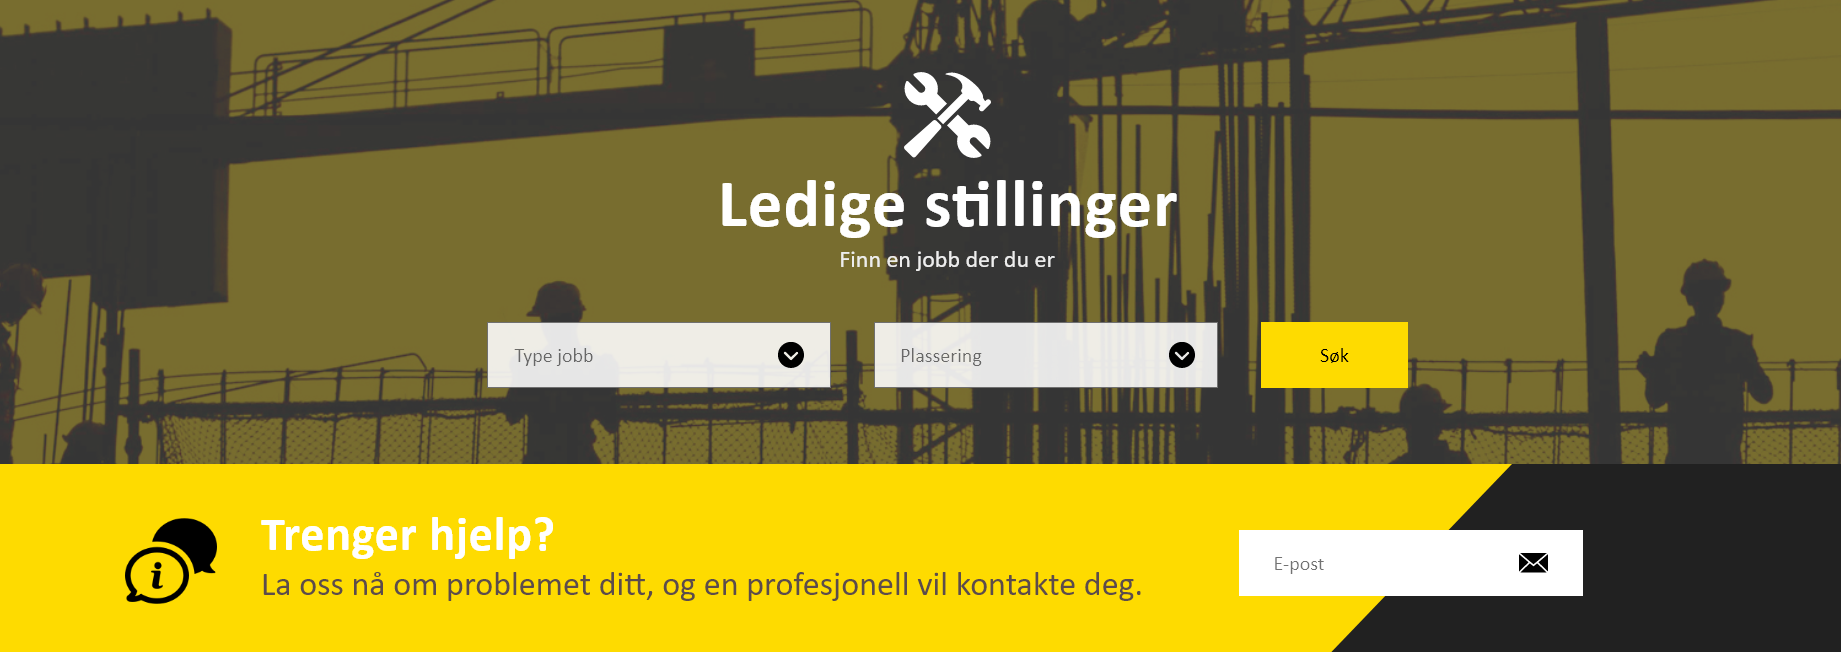 Ledige stillinger
Finn en jobb der du er
Type jobb
Plassering
Søk
Trenger hjelp?
La oss nå om problemet ditt, og en profesjonell vil kontakte deg.
E-post